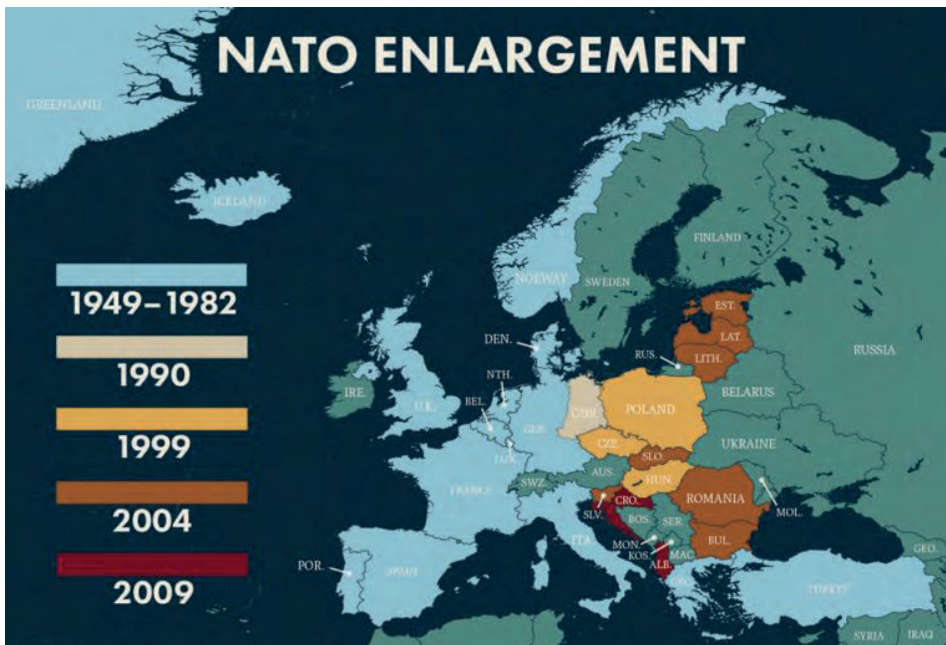 NATO ENLARGEMENT
GREENLAND
ICELAND
NORWAY
SWEDEN
FINLAND
RUSSIA
1949–1982
1990
1999
2004
2009
EST.
LAT.
LITH.
RUS.
DEN.
NTH.
BEL.
LUX.
IRE.
U.K.
GER.
GDR
POLAND
BELARUS
UKRAINE
CZE.
SLO.
AUS.
HUN.
SWZ.
FRANCE
ROMANIA
MOL.
SLV.
CRO.
BOS.
SER.
BUL.
ITA.
MON.
KOS.
MAC.
ALB.
GRC.
POR.
SPAIN
TURKEY
GEO.
SYRIA
IRAQ